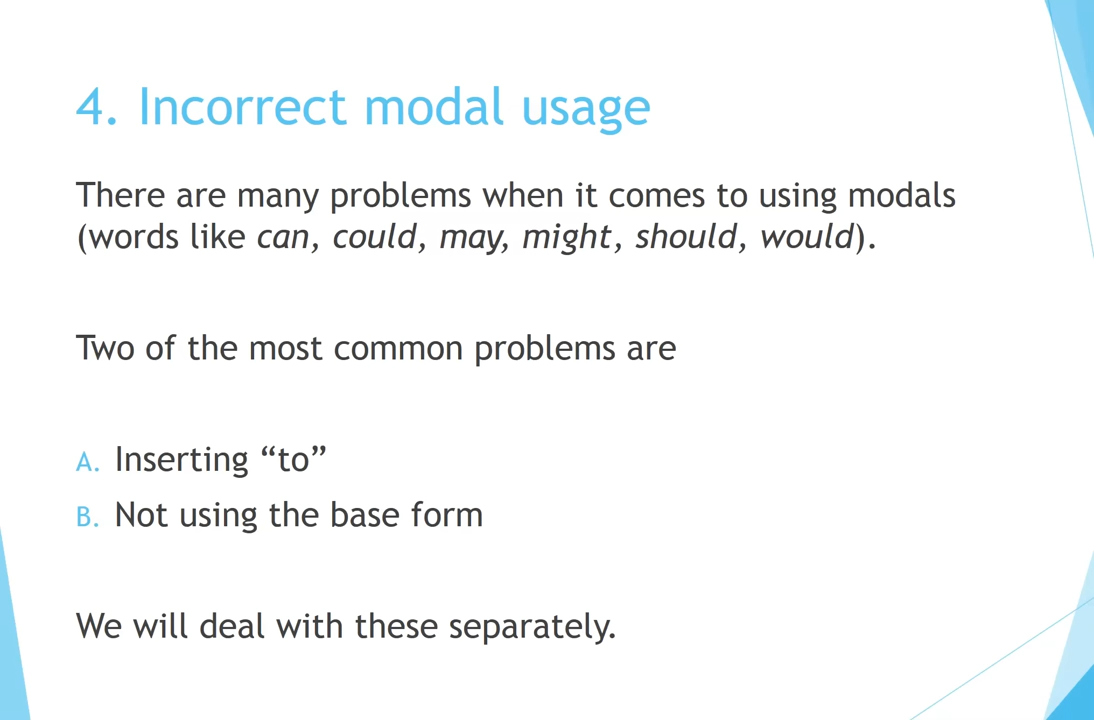 4. Incorrect modal usage
There are many problems when it comes to using modals
(words like can, could, may, might, should, would).
Two of the most common problems are
A. Inserting “to”
B. Not using the base form
We will deal with these separately.